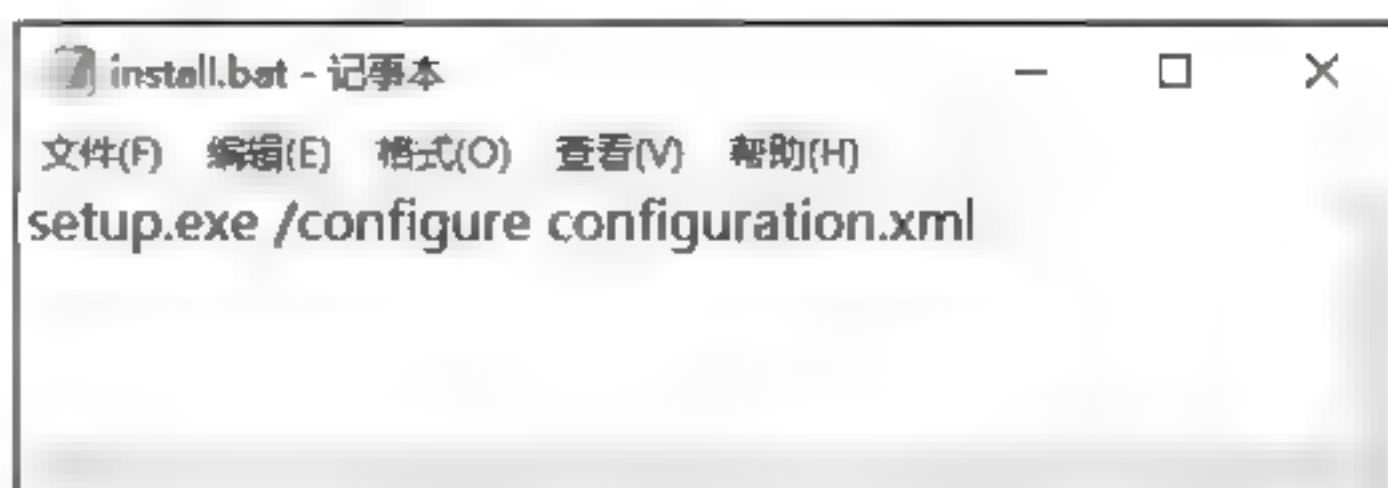 install.bat - 记事本
文件(F) 编辑(E) 格式(O) 查看(V) 帮助(H)
setup.exe /configure configuration.xml